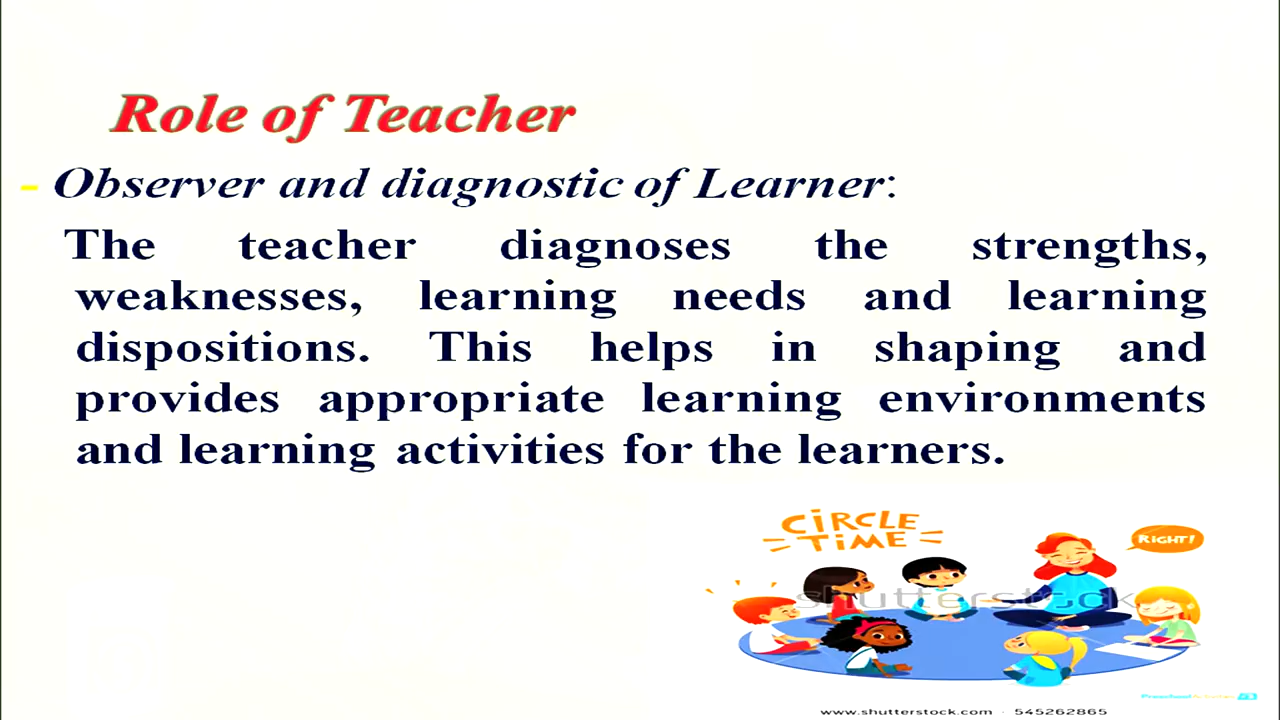 Role of Teacher
- Observer and diagnostic of Learner:
The teacher diagnoses the strengths,
weaknesses, learning needs and learning
dispositions. This helps in shaping and
provides appropriate learning environments
and learning activities for the learners.
CIRCLE
TIME
RIGHT!
shutterstock
www.shutterstock.com · 545262865